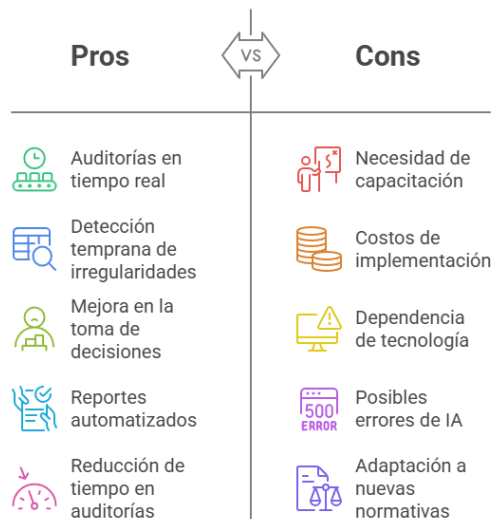 Pros
VS
Cons
Auditorías en
tiempo real
Detección
temprana de
irregularidades
Mejora en la
toma de
decisiones
Reportes
automatizados
Reducción de
tiempo en
auditorías
Necesidad de
capacitación
Costos de
implementación
Dependencia
de tecnología
500
ERROR
Posibles
errores de IA
Adaptación a
nuevas
normativas